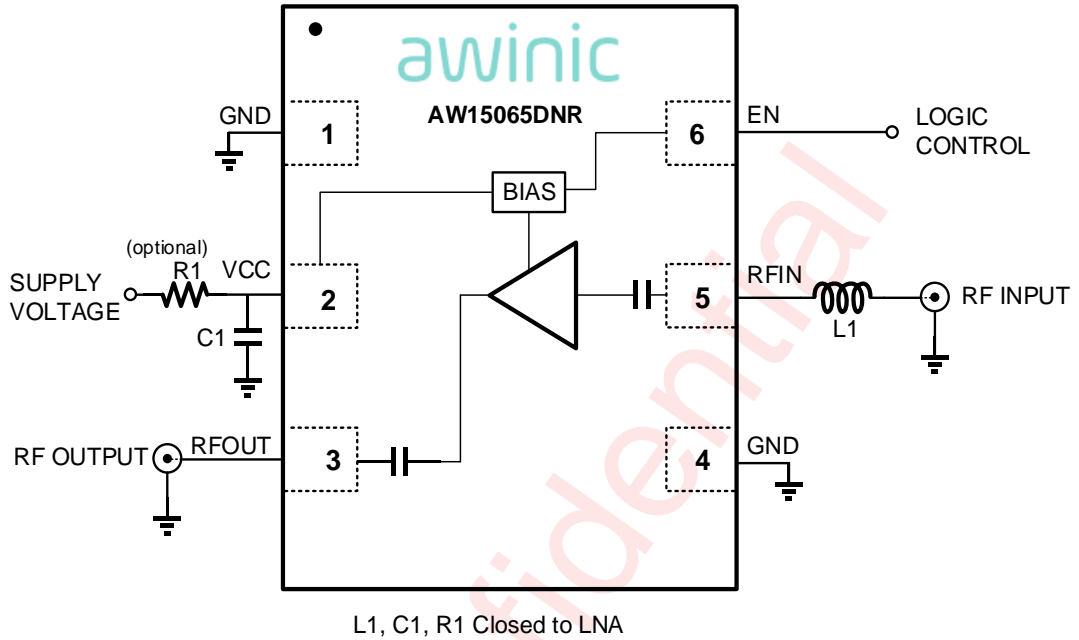 awinic
AW15065DNR
GND
1
6
EN
LOGIC
CONTROL
BIAS
(optional)
R1
VCC
SUPPLY
VOLTAGE
C1
2
5
RFIN
L1
RF INPUT
RF OUTPUT
RFOUT
3
4
GND
fidential
L1, C1, R1 Closed to LNA